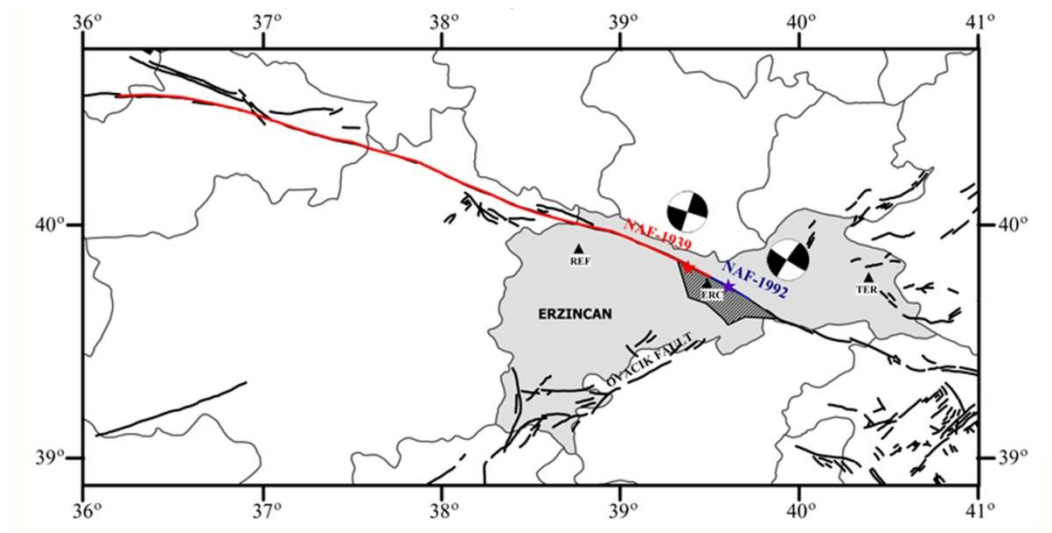 36° 37° 38° 39° 40° 41°
40° 40°
NAF-1939
REF
NAF-1992
ERC
TER
ERZINCAN
OVACIK FAULT
39° 39°
36° 37° 38° 39° 40° 41°